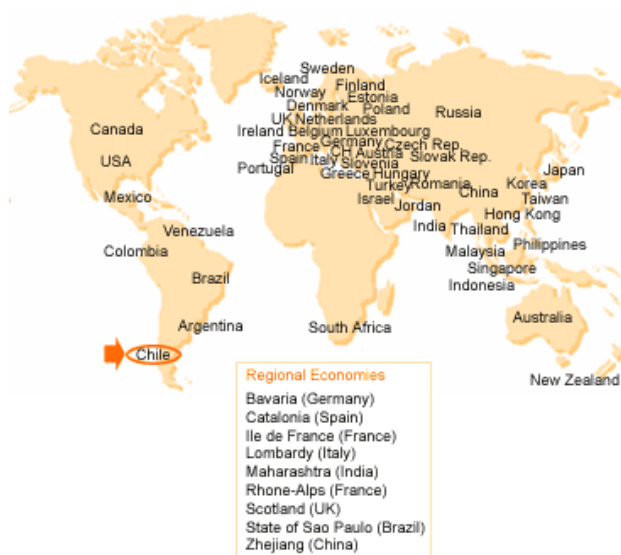 Sweden
Iceland
Finland
Norway
Estonia
Denmark
Poland
Russia
UK Netherlands
Canada
Ireland Belgium Luxembourg
Germany
Czech Rep.
France
CH Austria
Slovak Rep.
USA
Spain
Italy
Slovenia
Portugal
Greece
Hungary
Japan
Turkey
Romania
Korea
China
Mexico
Israel
Jordan
Taiwan
Hong Kong
Venezuela
India
Thailand
Philippines
Colombia
Malaysia
Singapore
Brazil
Indonesia
Argentina
South Africa
Australia
Chile
New Zealand
Regional Economies
Bavaria (Germany)
Catalonia (Spain)
Ile de France (France)
Lombardy (Italy)
Maharashtra (India)
Rhone-Alps (France)
Scotland (UK)
State of Sao Paulo (Brazil)
Zhejiang (China)